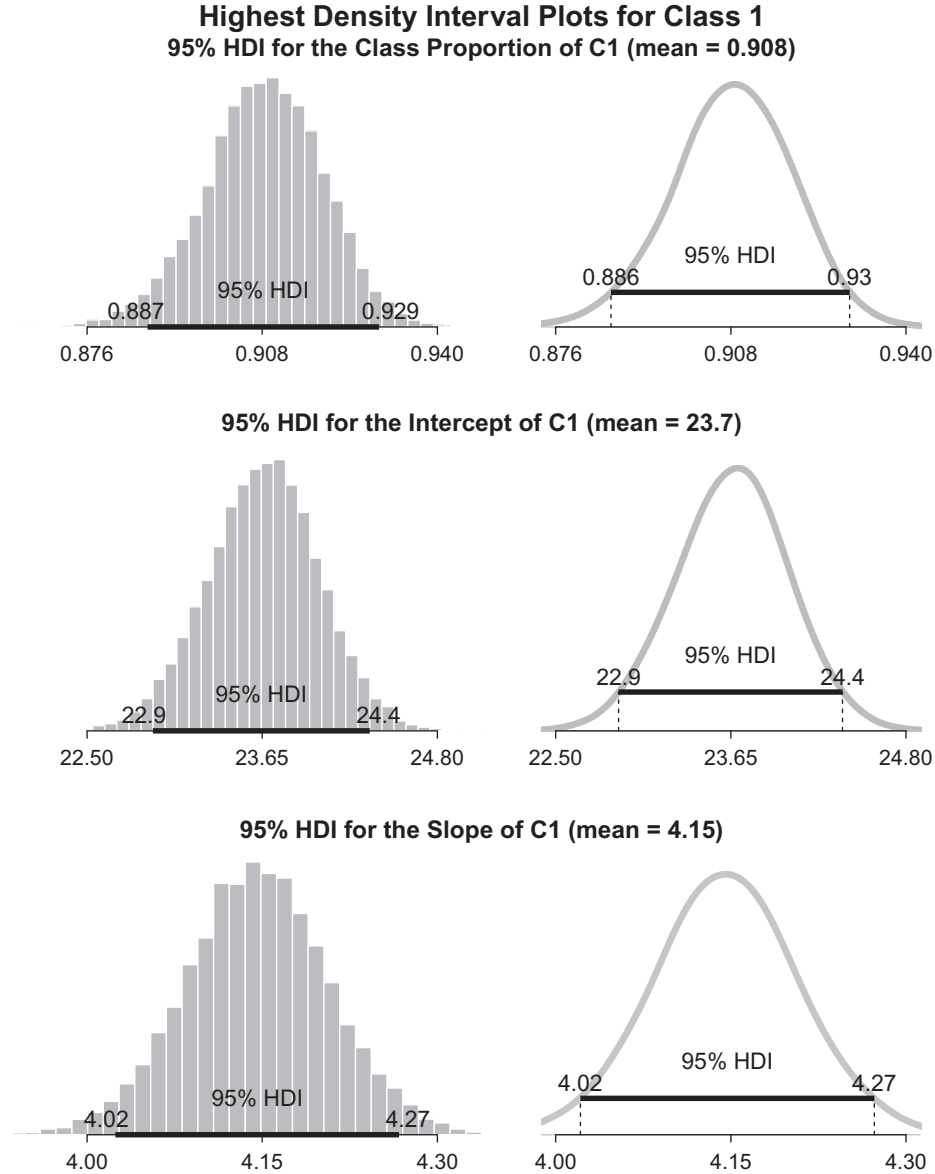 Highest Density Interval Plots for Class 1
95% HDI for the Class Proportion of C1 (mean = 0.908)
95% HDI
0.887 0.929
0.876 0.908 0.940
95% HDI
0.886 0.93
0.876 0.908 0.940
95% HDI for the Intercept of C1 (mean = 23.7)
95% HDI
22.9 24.4
22.50 23.65 24.80
95% HDI
22.9 24.4
22.50 23.65 24.80
95% HDI for the Slope of C1 (mean = 4.15)
95% HDI
4.02 4.27
4.00 4.15 4.30
95% HDI
4.02 4.27
4.00 4.15 4.30